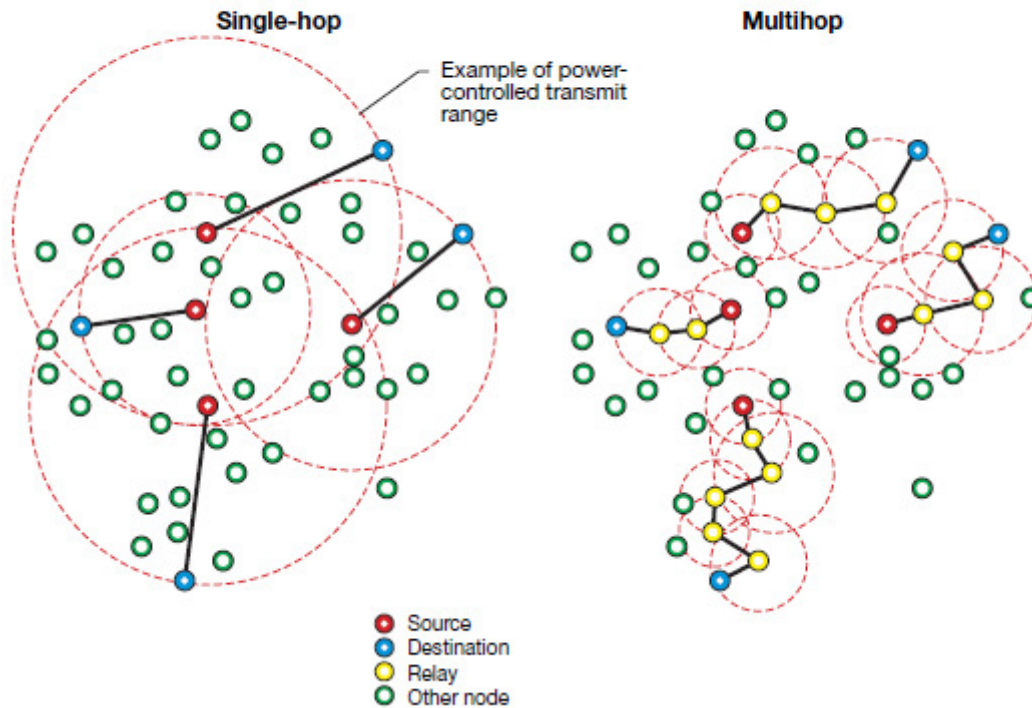 Single-hop
Multihop
Example of power-
controlled transmit
range
Source
Destination
Relay
Other node